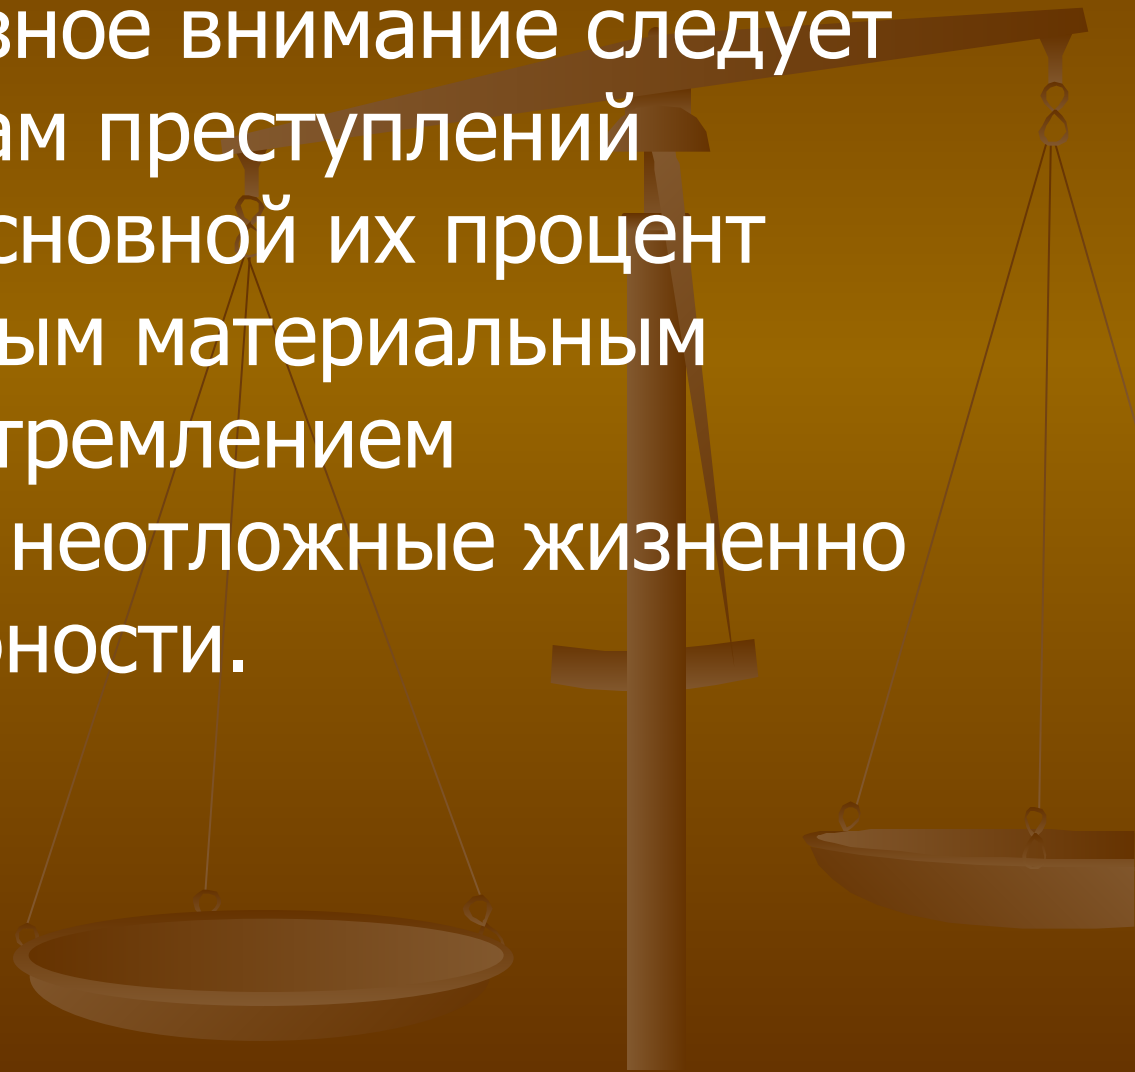 зное внимание следует
ам преступлений
сновной их процент
ым материальным
тремлением
неотложные жизненно
ности.